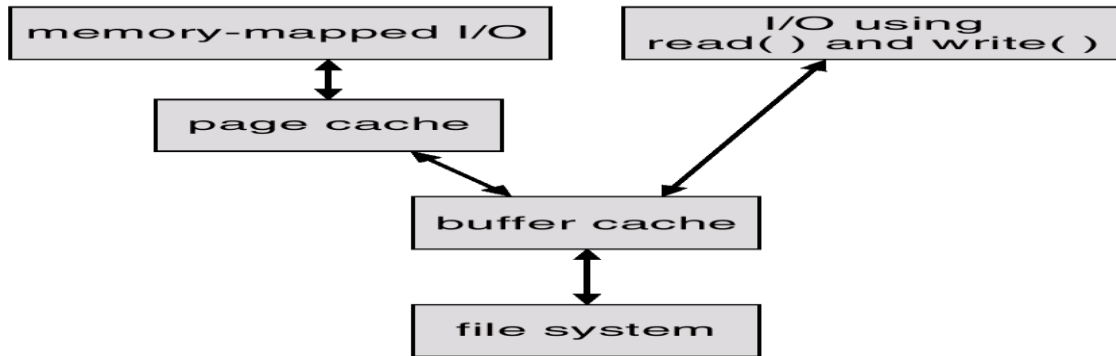 memory-mapped I/O
I/O using
read( ) and write( )
page cache
buffer cache
file system